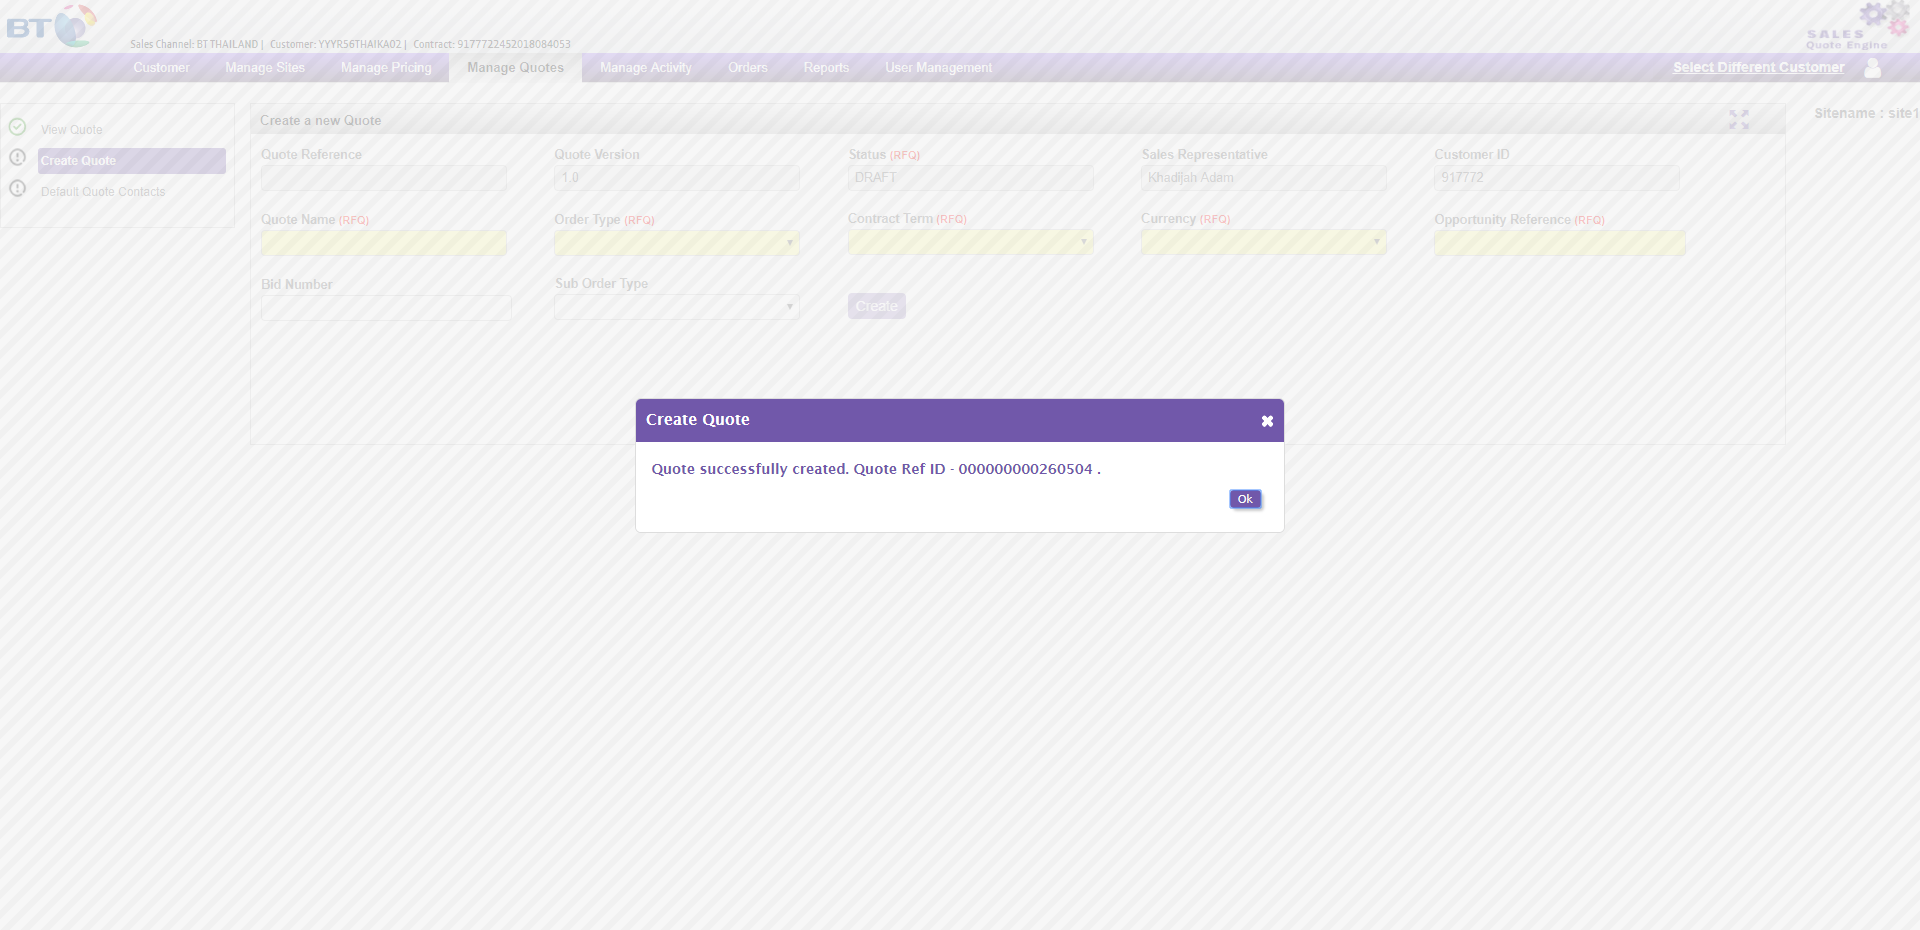 BT
Sales Channel: BT THAILAND | Customer: YYYR56THAIKA02 | Contract: 9177722452018084053
SALES
Quote Engine
Customer Manage Sites Manage Pricing Manage Quotes Manage Activity Orders Reports User Management Select Different Customer
View Quote
Create Quote
Default Quote Contacts
Create a new Quote
Sitename : site1
Quote Reference Quote Version Status (RFQ) Sales Representative Customer ID
1.0 DRAFT Khadijah Adam 917772
Quote Name (RFQ) Order Type (RFQ) Contract Term (RFQ) Currency (RFQ) Opportunity Reference (RFQ)
Bid Number Sub Order Type
Create
Create Quote
Quote successfully created. Quote Ref ID - 000000000260504 .
Ok